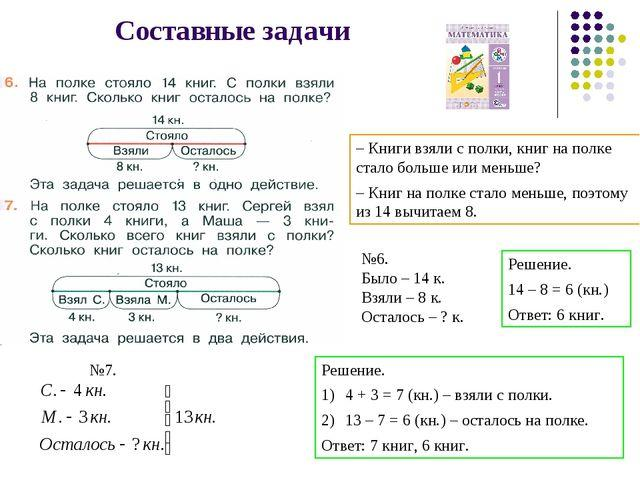 Составные задачи
МАТЕМАТИКА
1
6. На полке стояло 14 книг. С полки взяли
8 книг. Сколько книг осталось на полке?
14 кн.
Стояло
Взяли Осталось
8 кн. ? кн.
Эта задача решается в одно действие.
7. На полке стояло 13 книг. Сергей взял
с полки 4 книги, а Маша — 3 кни-
ги. Сколько всего книг взяли с полки?
Сколько книг осталось на полке?
13 кн.
Стояло
Взял С. Взяла М. Осталось
4 кн. 3 кн. ? кн.
Эта задача решается в два действия.
– Книги взяли с полки, книг на полке
стало больше или меньше?
– Книг на полке стало меньше, поэтому
из 14 вычитаем 8.
№6.
Было – 14 к.
Взяли – 8 к.
Осталось – ? к.
Решение.
14 – 8 = 6 (кн.)
Ответ: 6 книг.
№7.
С. - 4 кн.
М. - 3 кн. 13 кн.
Осталось - ? кн.
Решение.
1) 4 + 3 = 7 (кн.) – взяли с полки.
2) 13 – 7 = 6 (кн.) – осталось на полке.
Ответ: 7 книг, 6 книг.